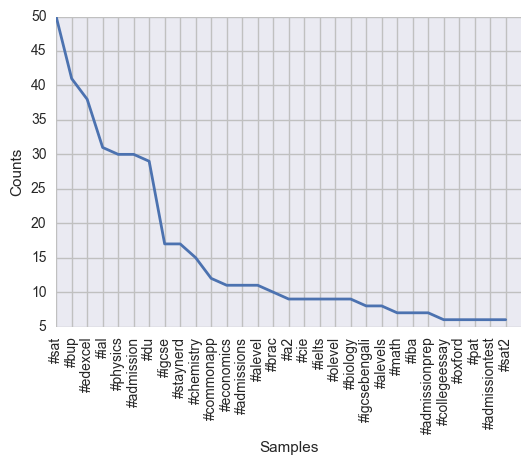 50
45
40
35
30
25
20
15
10
5
Counts
#sat
#bup
#edexcel
#ial
#physics
#admission
#du
#igcse
#staynerd
#chemistry
#commonapp
#economics
#admissions
#alevel
#brac
#a2
#cie
#ielts
#olevel
#biology
#igcsebengali
#alevels
#math
#iba
#admissionprep
#collegeessay
#oxford
#pat
#admissiontest
#sat2
Samples